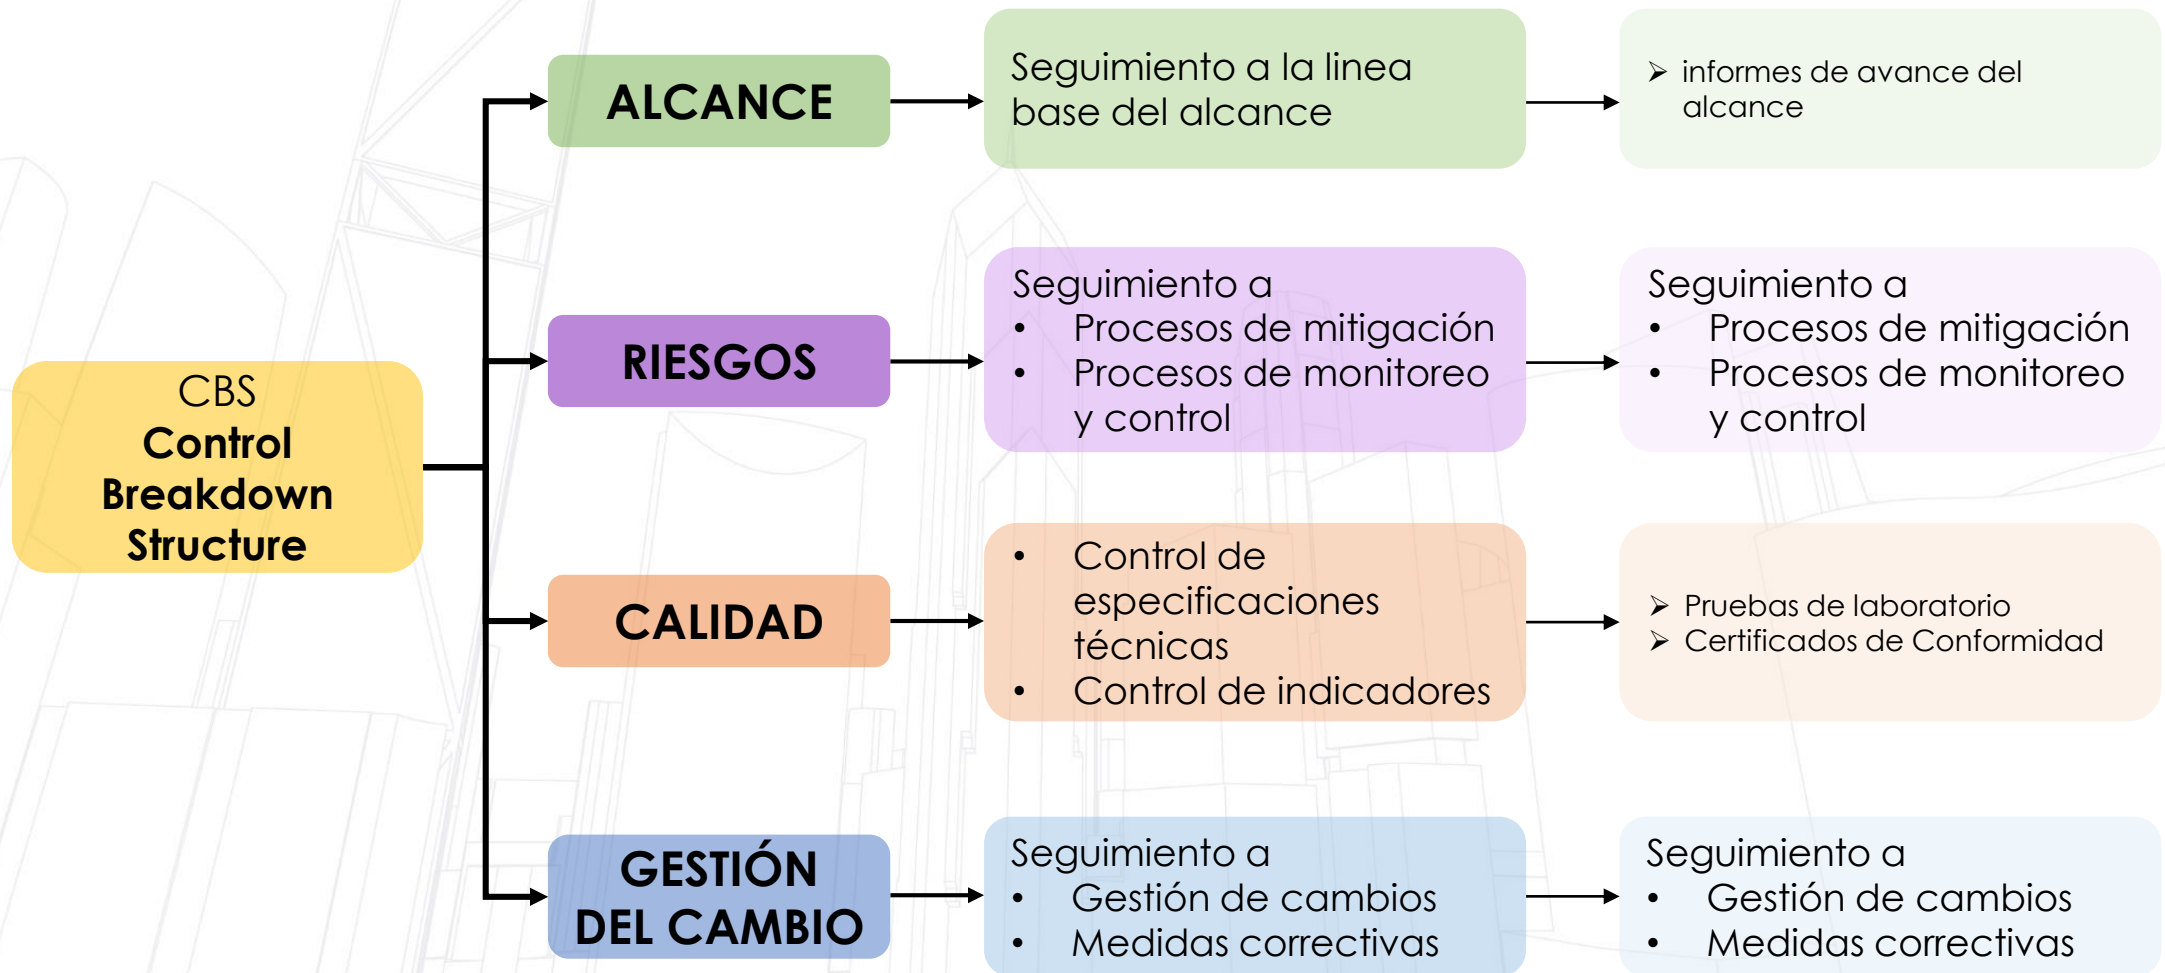 CBS
Control
Breakdown
Structure
ALCANCE
Seguimiento a la linea
base del alcance
➢ informes de avance del
alcance
RIESGOS
Seguimiento a
• Procesos de mitigación
• Procesos de monitoreo
y control
Seguimiento a
• Procesos de mitigación
• Procesos de monitoreo
y control
CALIDAD
• Control de
especificaciones
técnicas
• Control de indicadores
➢ Pruebas de laboratorio
➢ Certificados de Conformidad
GESTIÓN
DEL CAMBIO
Seguimiento a
• Gestión de cambios
• Medidas correctivas
Seguimiento a
• Gestión de cambios
• Medidas correctivas